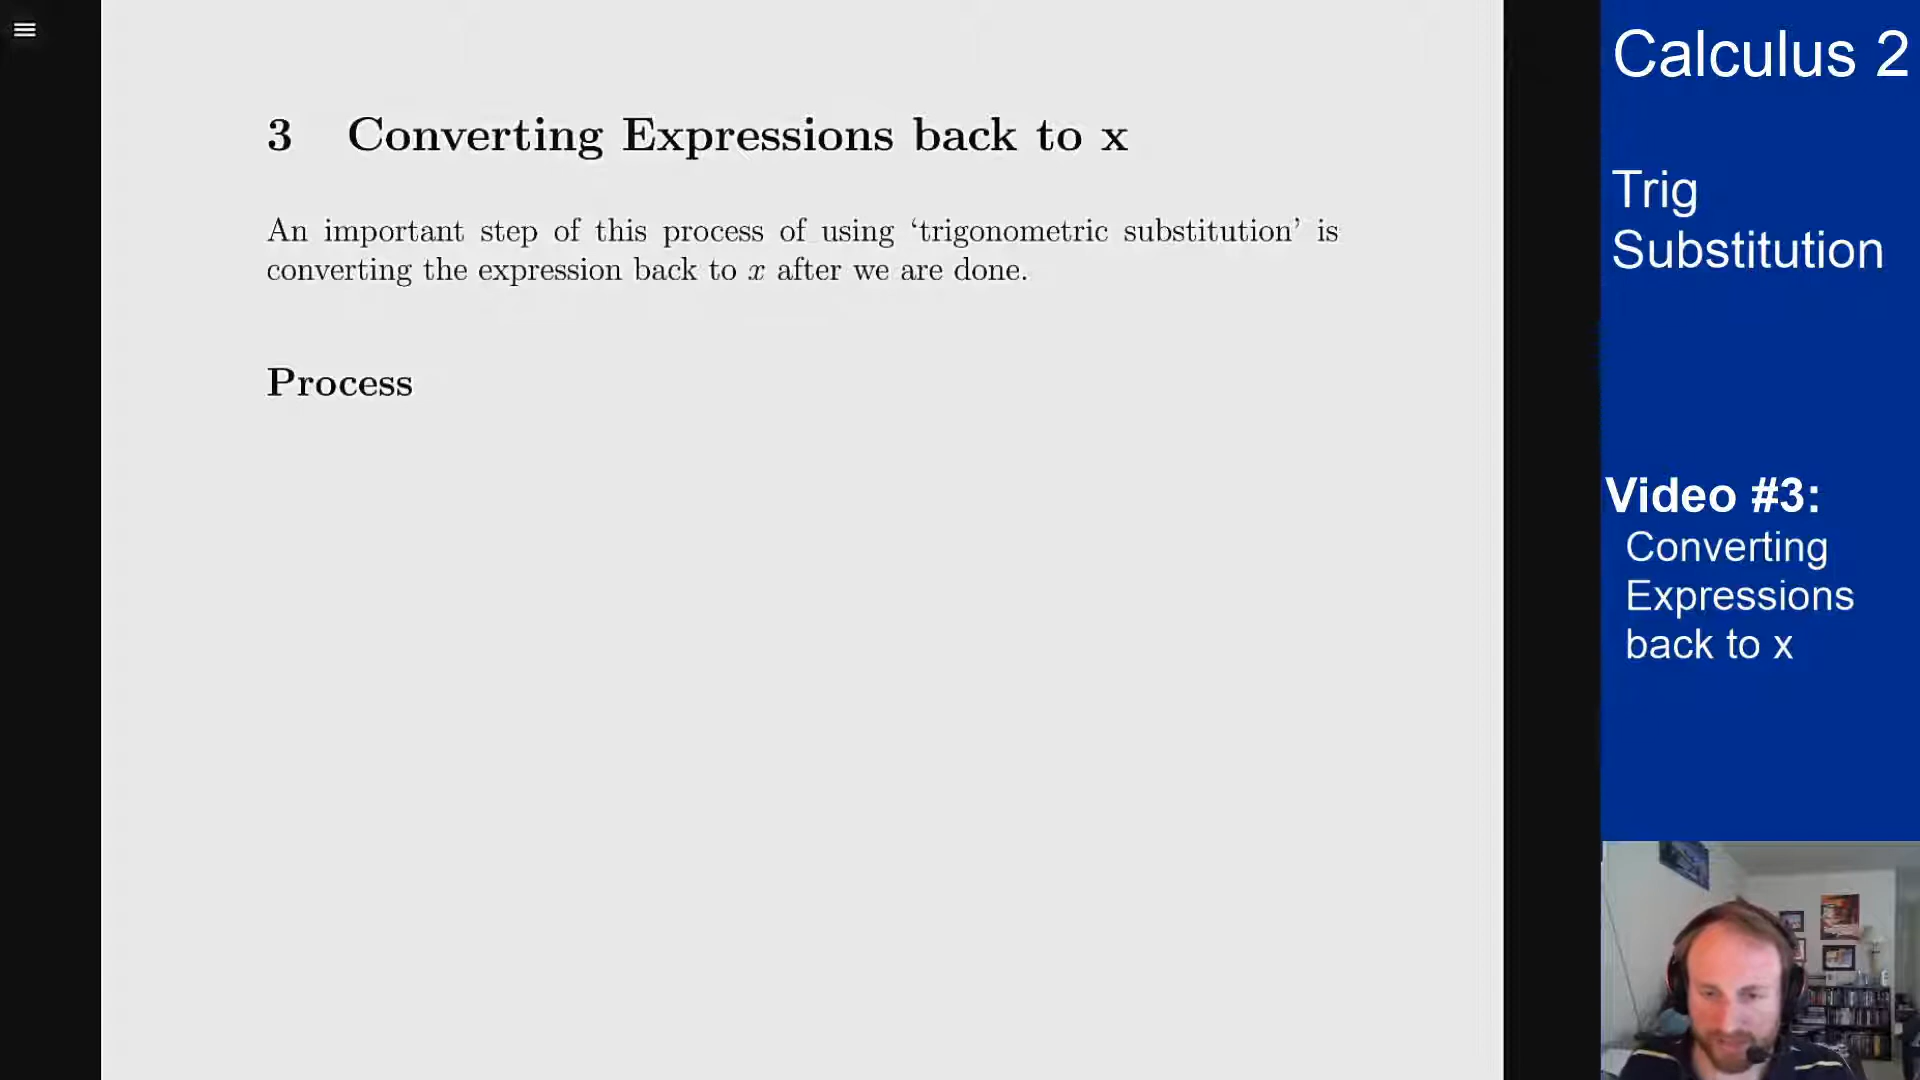 3 Converting Expressions back to x
An important step of this process of using ‘trigonometric substitution’ is
converting the expression back to x after we are done.
Process
Calculus 2
Trig
Substitution
Video #3:
Converting
Expressions
back to x